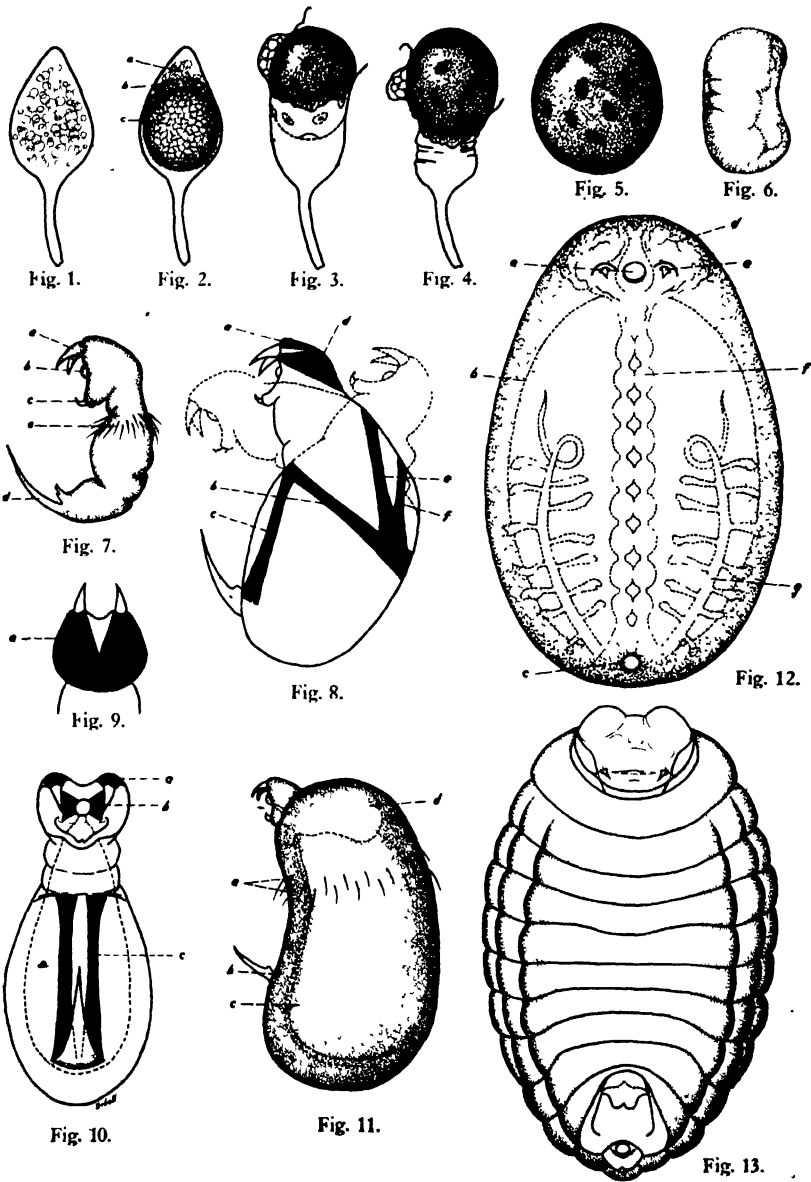 a
b
c
Fig. 1.
Fig. 2.
Fig. 3.
Fig. 4.
Fig. 5.
Fig. 6.
a
b
c
e
d
Fig. 7.
a
d
b
c
e
f
Fig. 8.
d
a
e
b
f
g
c
Fig. 12.
a
Fig. 9.
a
b
c
Fig. 10.
d
a
b
c
Fig. 11.
Fig. 13.